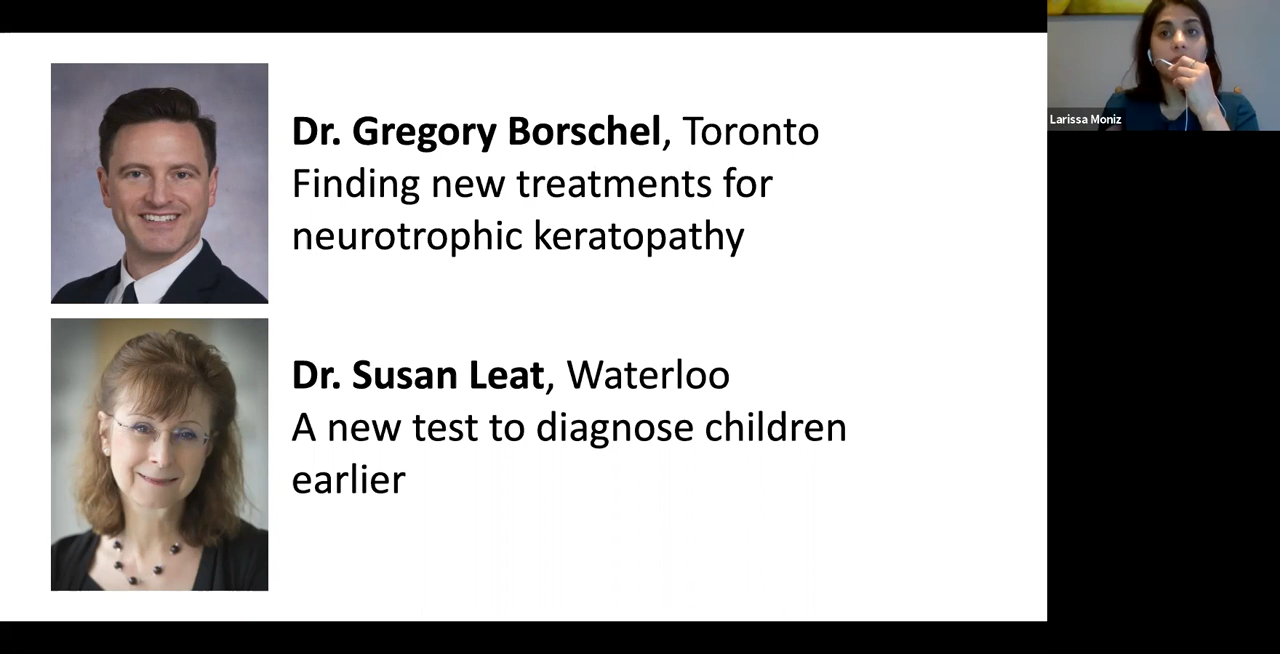 Dr. Gregory Borschel, Toronto
Finding new treatments for
neurotrophic keratopathy
Dr. Susan Leat, Waterloo
A new test to diagnose children
earlier
Larissa Moniz